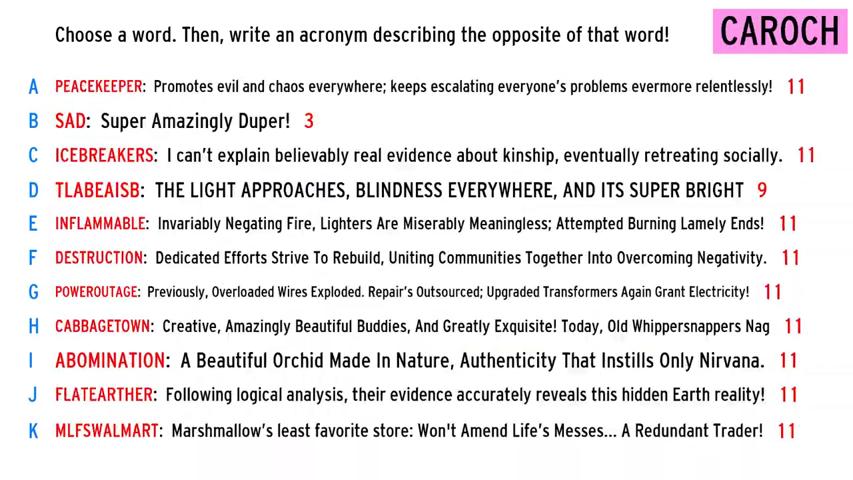 Choose a word. Then, write an acronym describing the opposite of that word!
CAROCH
A PEACEKEEPER: Promotes evil and chaos everywhere; keeps escalating everyone's problems evermore relentlessly! 11
B SAD: Super Amazingly Duper! 3
C ICEBREAKERS: I can't explain believably real evidence about kinship, eventually retreating socially. 11
D TLABEAISB: THE LIGHT APPROACHES, BLINDNESS EVERYWHERE, AND ITS SUPER BRIGHT 9
E INFLAMMABLE: Invariably Negating Fire, Lighters Are Miserably Meaningless; Attempted Burning Lamely Ends! 11
F DESTRUCTION: Dedicated Efforts Strive To Rebuild, Uniting Communities Together Into Overcoming Negativity. 11
G POWEROUTAGE: Previously, Overloaded Wires Exploded. Repair's Outsourced; Upgraded Transformers Again Grant Electricity! 11
H CABBAGETOWN: Creative, Amazingly Beautiful Buddies, And Greatly Exquisite! Today, Old Whippersnappers Nag 11
I ABOMINATION: A Beautiful Orchid Made In Nature, Authenticity That Instills Only Nirvana. 11
J FLATEARTHER: Following logical analysis, their evidence accurately reveals this hidden Earth reality! 11
K MLFSWALMART: Marshmallow's least favorite store: Won't Amend Life's Messes... A Redundant Trader! 11